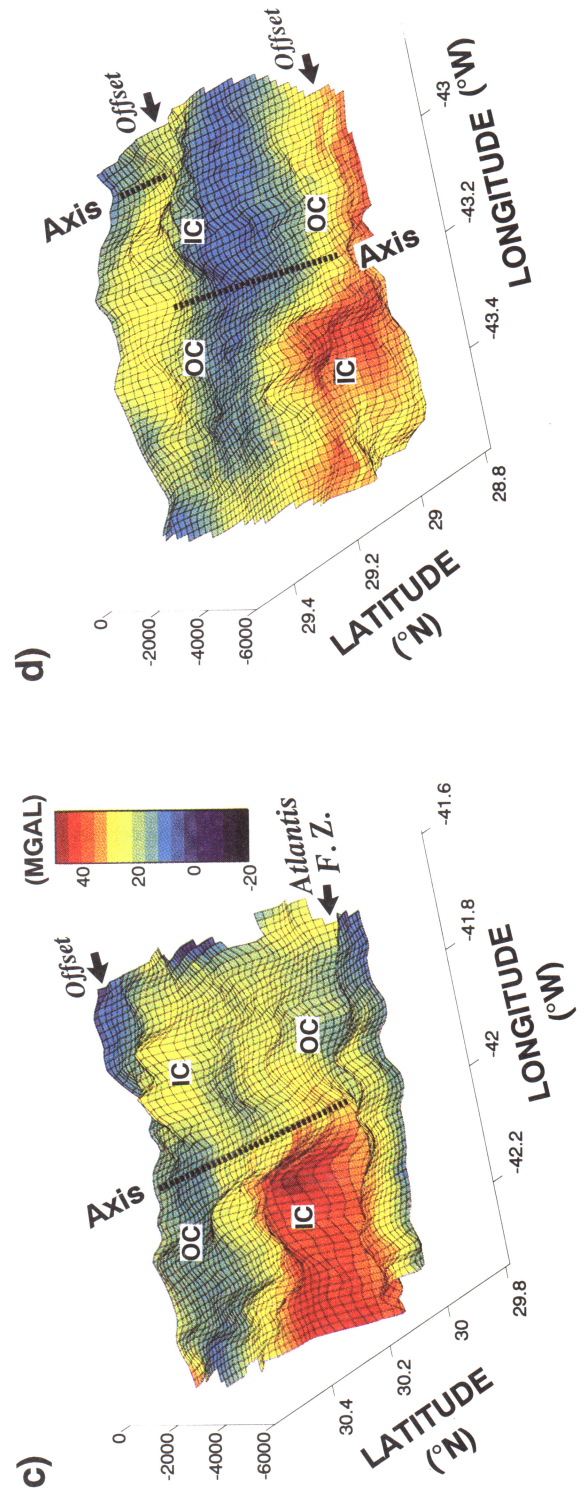 c)
0
-2000
-4000
-6000
30.4
30.2
30
29.8
LATITUDE
(°N)
-42.2
-42
-41.8
-41.6
LONGITUDE
(°W)
Axis
OC
IC
IC
OC
Offset
Atlantis
F. Z.
(MGAL)
40
20
0
-20
d)
0
-2000
-4000
-6000
29.4
29.2
29
28.8
LATITUDE
(°N)
-43.4
-43.2
-43
LONGITUDE (°W)
Axis
Offset
IC
OC
OC
IC
Axis
Offset